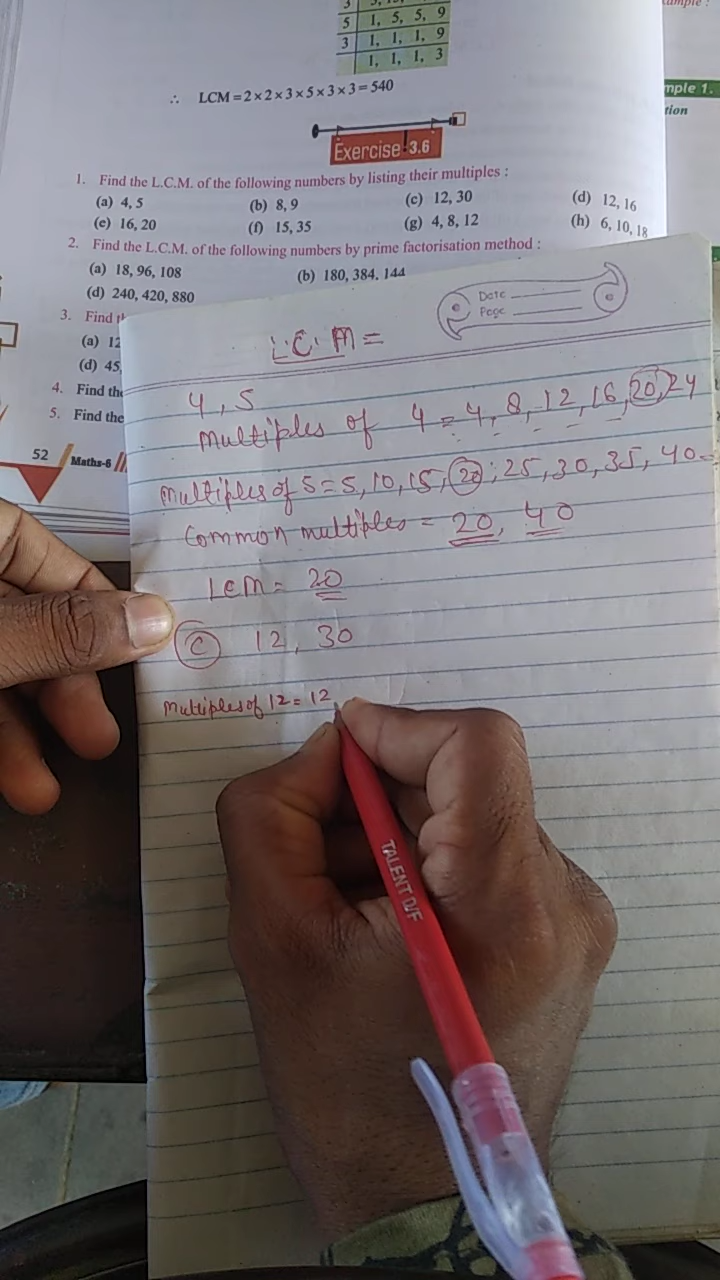 5 1, 5, 5, 9
3 1, 1, 1, 9
1, 1, 1, 3
∴ LCM = 2 × 2 × 3 × 5 × 3 × 3 = 540
mple 1.
tion
Exercise 3.6
1. Find the L.C.M. of the following numbers by listing their multiples :
(a) 4, 5 (b) 8, 9 (c) 12, 30 (d) 12, 16
(e) 16, 20 (f) 15, 35 (g) 4, 8, 12 (h) 6, 10, 18
2. Find the L.C.M. of the following numbers by prime factorisation method :
(a) 18, 96, 108 (b) 180, 384, 144
(d) 240, 420, 880
3. Find
(a) 12
(d) 45
4. Find the
5. Find the
52 Maths-6
Date
Page
L.C.M =
4, 5
Multiples of 4 = 4, 8, 12, 16, 20, 24
Multiples of 5 = 5, 10, 15, 20, 25, 30, 35, 40
Common multiples = 20, 40
LCM = 20
C 12, 30
Multiples of 12 = 12,
TALENT D/F